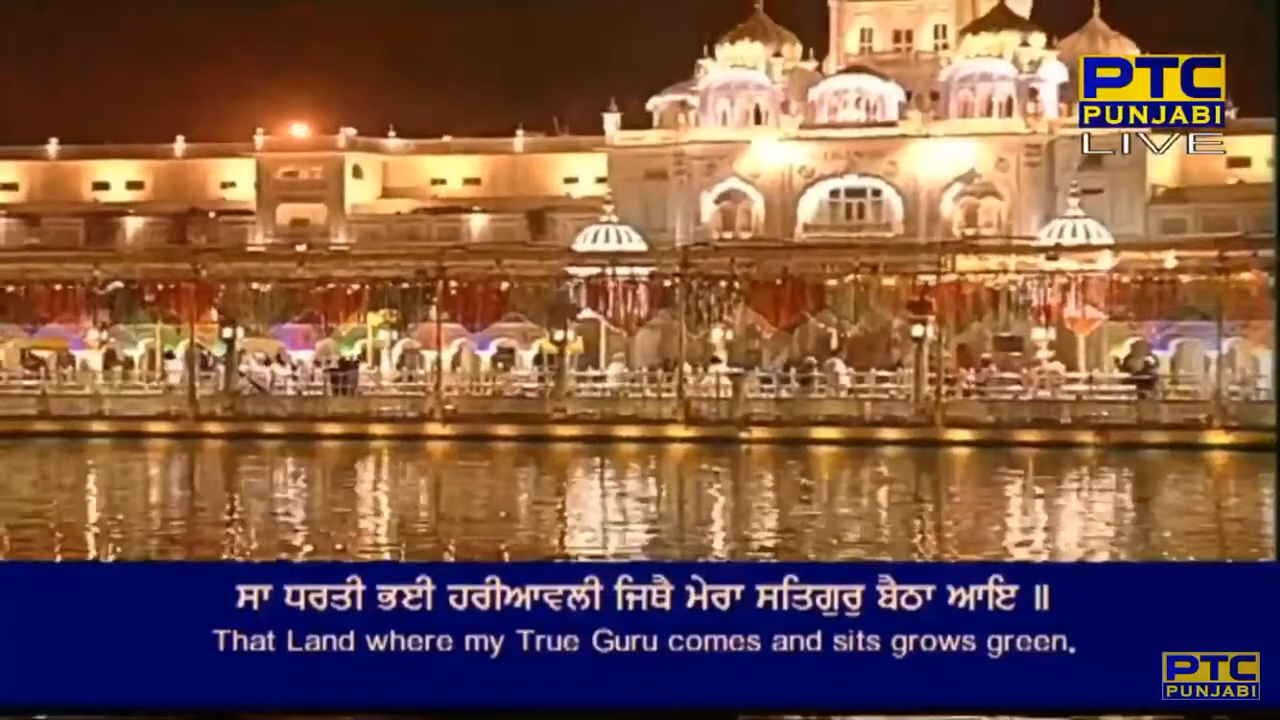 PTC
PUNJABI
LIVE
ਸਾ ਧਰਤੀ ਭਈ ਹਰੀਆਵਲੀ ਜਿਥੈ ਮੇਰਾ ਸਤਿਗੁਰੁ ਬੈਠਾ ਆਇ ॥
That Land where my True Guru comes and sits grows green.
PTC
PUNJABI